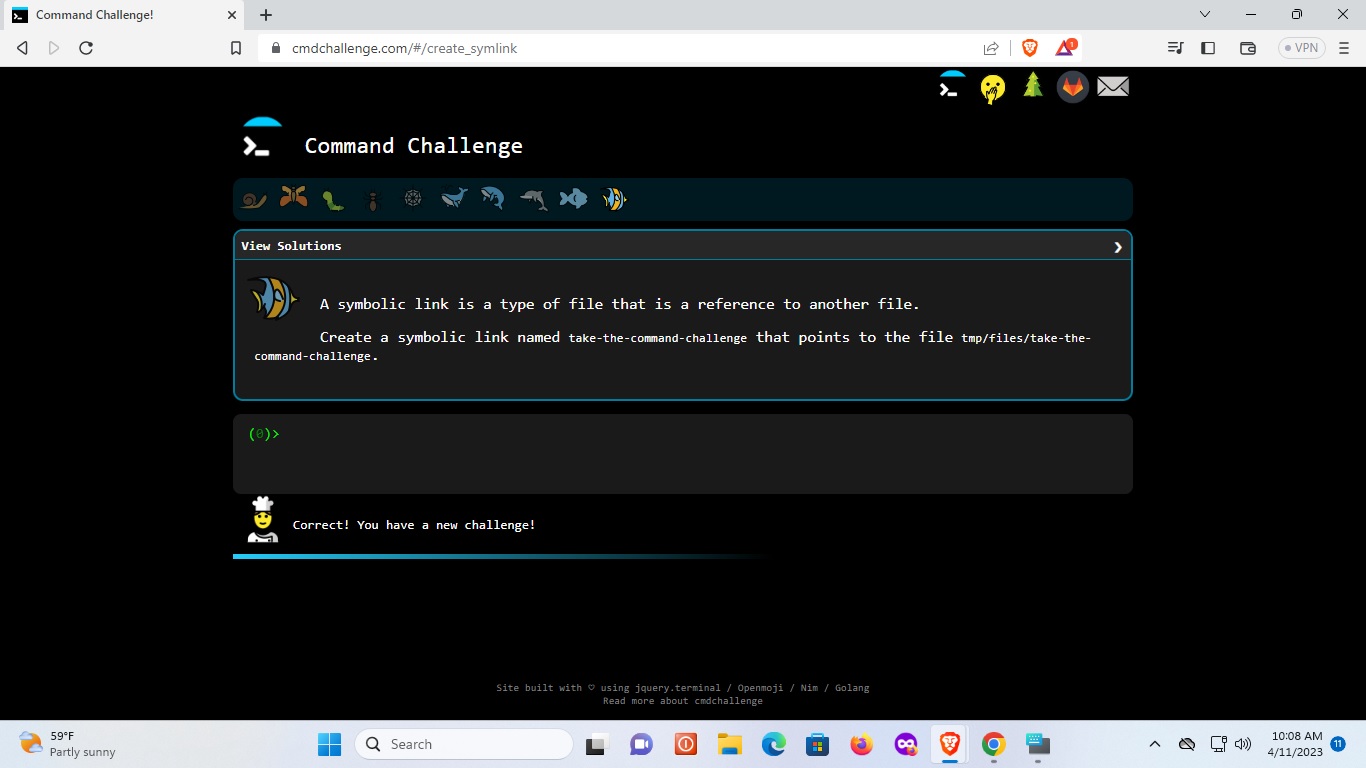 Command Challenge!
cmdchallenge.com/#/create_symlink
1
VPN
Command Challenge
View Solutions
A symbolic link is a type of file that is a reference to another file.
Create a symbolic link named take-the-command-challenge that points to the file tmp/files/take-the-
command-challenge.
(0)>
Correct! You have a new challenge!
Site built with ♡ using jquery.terminal / Openmoji / Nim / Golang
Read more about cmdchallenge
59°F
Partly sunny
Search
10:08 AM
4/11/2023
11